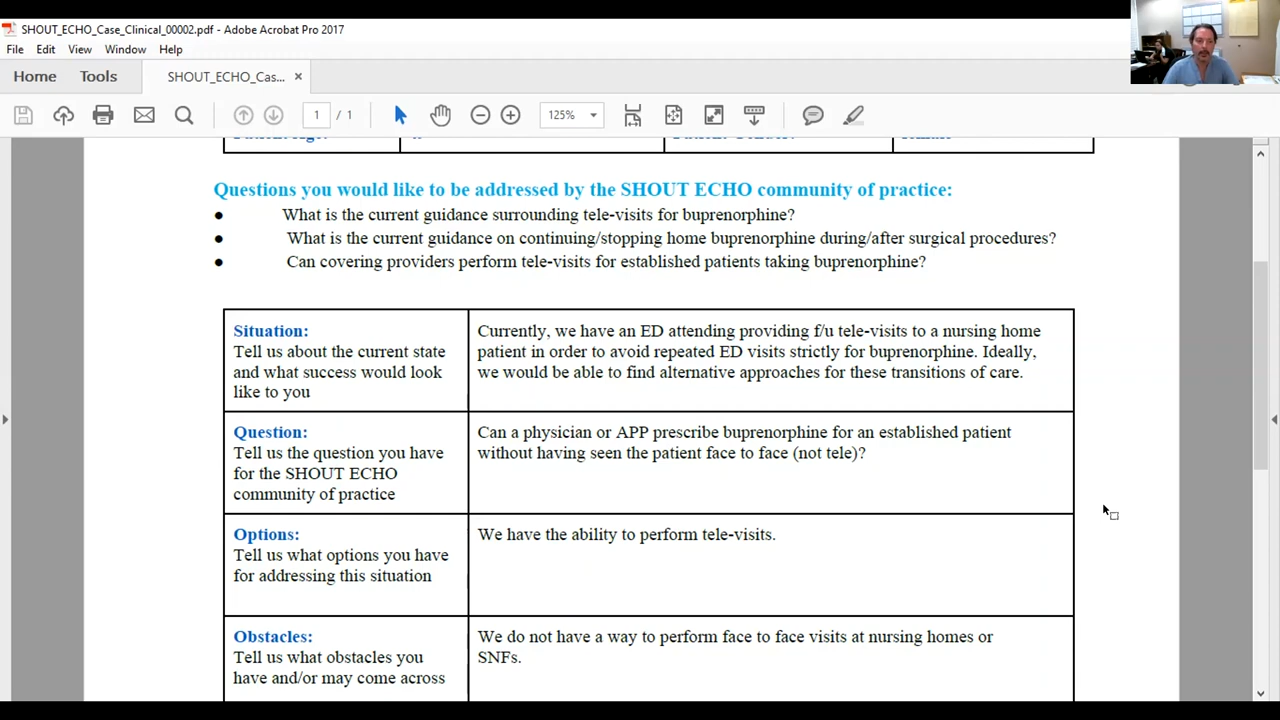 SHOUT_ECHO_Case_Clinical_00002.pdf - Adobe Acrobat Pro 2017
File Edit View Window Help
Home Tools SHOUT_ECHO_Cas... ×
1 / 1 125%
Questions you would like to be addressed by the SHOUT ECHO community of practice:
● What is the current guidance surrounding tele-visits for buprenorphine?
● What is the current guidance on continuing/stopping home buprenorphine during/after surgical procedures?
● Can covering providers perform tele-visits for established patients taking buprenorphine?
Situation:
Tell us about the current state
and what success would look
like to you
Currently, we have an ED attending providing f/u tele-visits to a nursing home
patient in order to avoid repeated ED visits strictly for buprenorphine. Ideally,
we would be able to find alternative approaches for these transitions of care.
Question:
Tell us the question you have
for the SHOUT ECHO
community of practice
Can a physician or APP prescribe buprenorphine for an established patient
without having seen the patient face to face (not tele)?
Options:
Tell us what options you have
for addressing this situation
We have the ability to perform tele-visits.
Obstacles:
Tell us what obstacles you
have and/or may come across
We do not have a way to perform face to face visits at nursing homes or
SNFs.